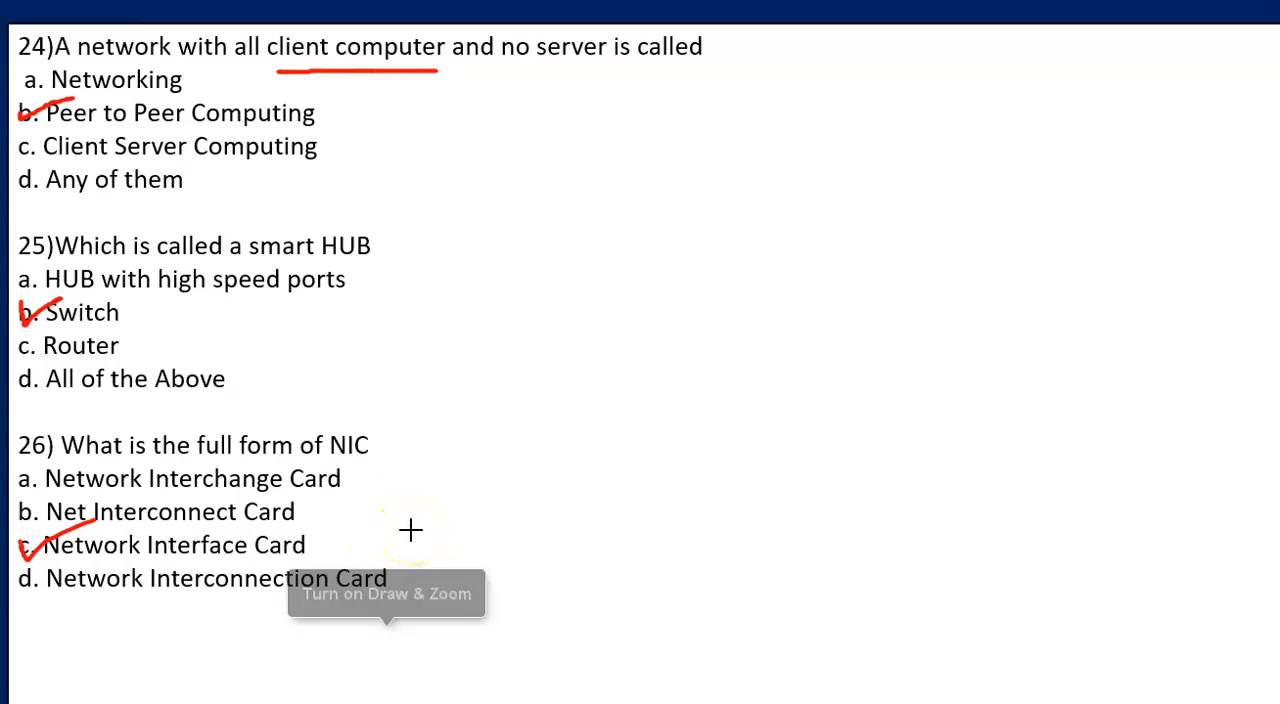 24)A network with all client computer and no server is called
a. Networking
b. Peer to Peer Computing
c. Client Server Computing
d. Any of them
25)Which is called a smart HUB
a. HUB with high speed ports
b. Switch
c. Router
d. All of the Above
26) What is the full form of NIC
a. Network Interchange Card
b. Net Interconnect Card
c. Network Interface Card
d. Network Interconnection Card
Turn on Draw & Zoom